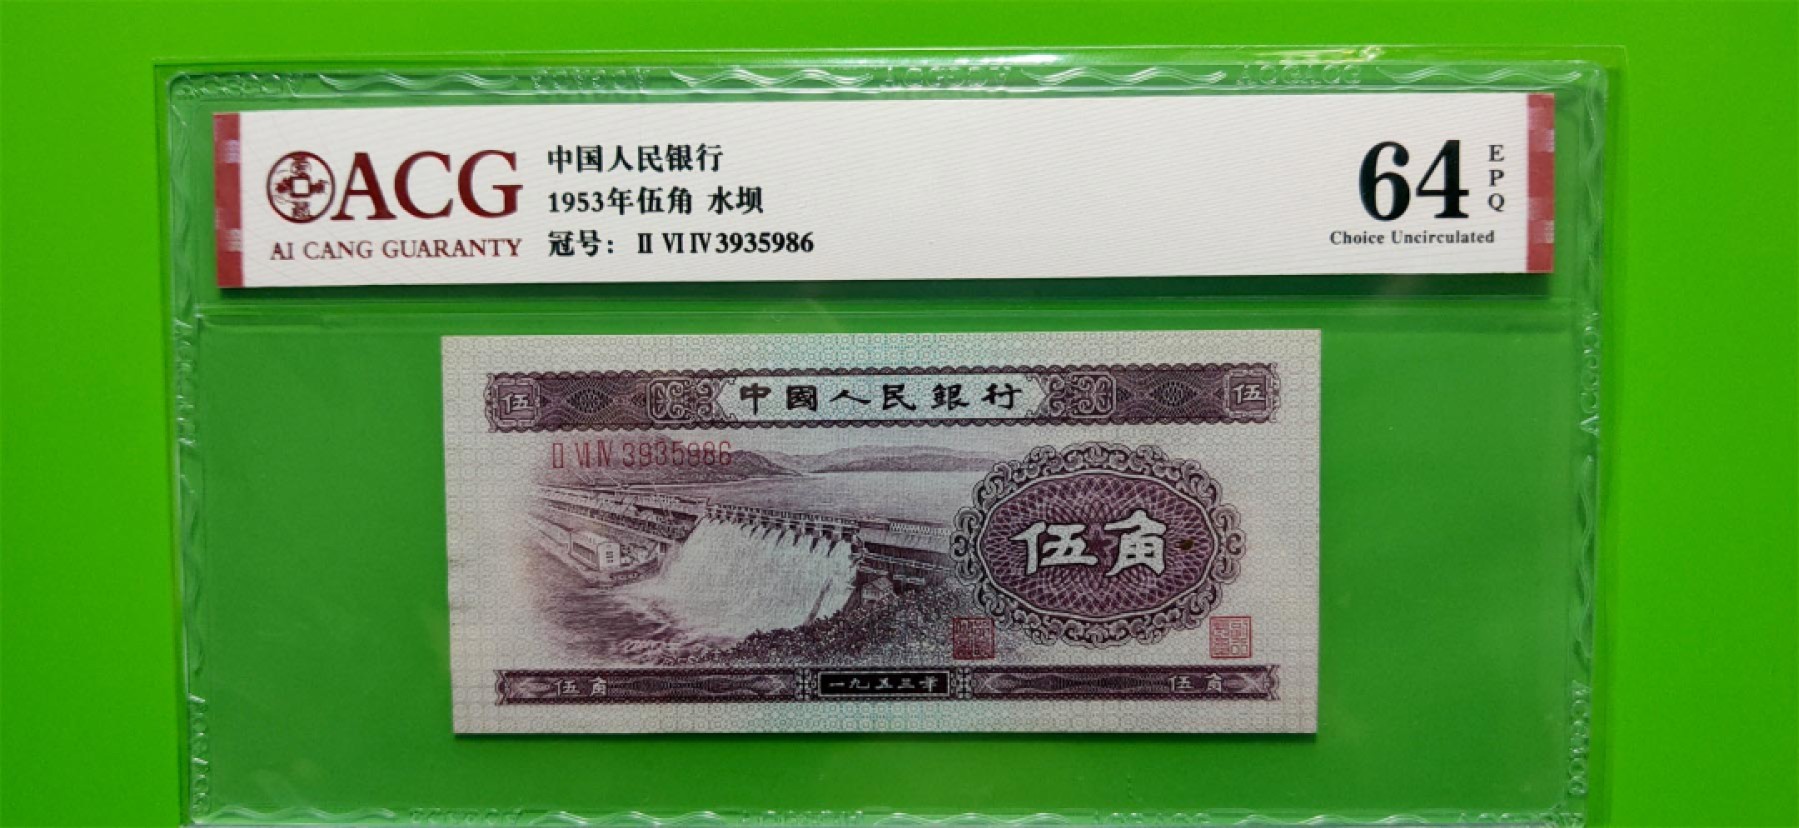 ACG
AI CANG GUARANTY
中国人民银行
1953年伍角 水坝
冠号：Ⅱ Ⅵ Ⅳ 3935986
64
EPQ
Choice Uncirculated
伍 中國人民銀行 伍
Ⅱ Ⅵ Ⅳ 3935986
伍角
伍角 一九五三年 伍角